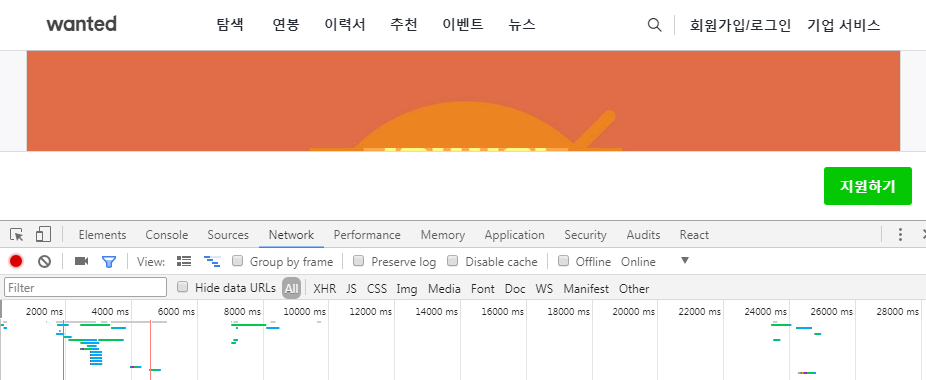 wanted 탐색 연봉 이력서 추천 이벤트 뉴스 회원가입/로그인 기업 서비스
지원하기
Elements Console Sources Network Performance Memory Application Security Audits React
View: Group by frame Preserve log Disable cache Offline Online
Filter Hide data URLs All XHR JS CSS Img Media Font Doc WS Manifest Other
2000 ms 4000 ms 6000 ms 8000 ms 10000 ms 12000 ms 14000 ms 16000 ms 18000 ms 20000 ms 22000 ms 24000 ms 26000 ms 28000 ms